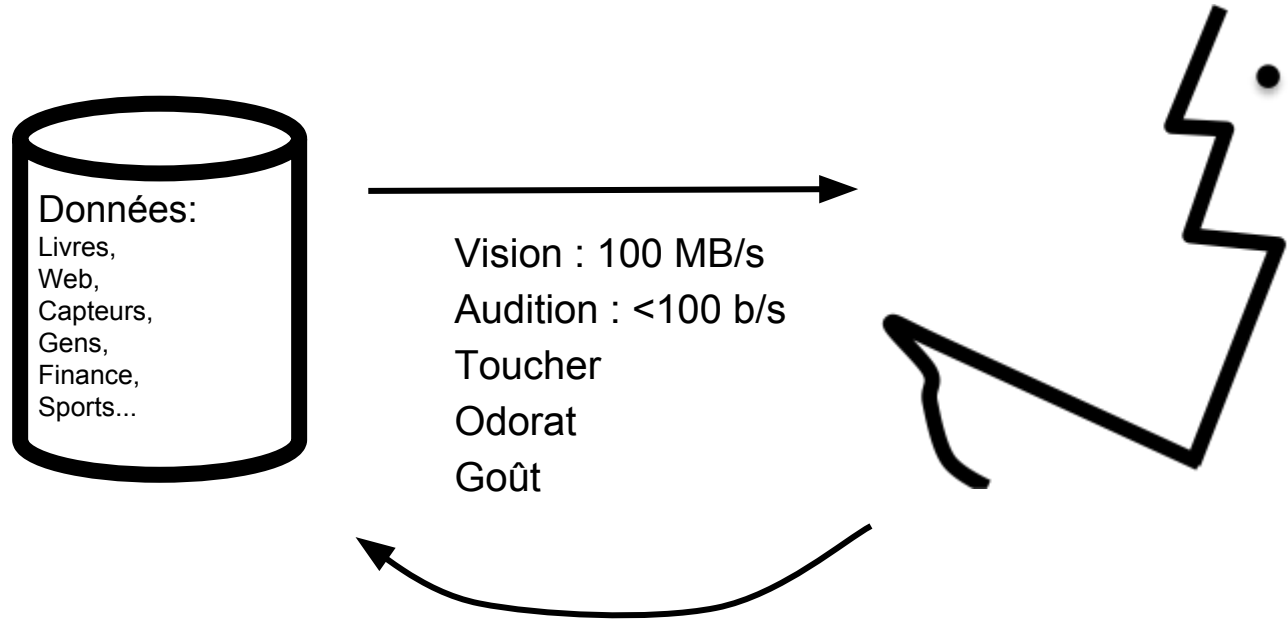 Données:
Livres,
Web,
Capteurs,
Gens,
Finance,
Sports...
Vision : 100 MB/s
Audition : <100 b/s
Toucher
Odorat
Goût